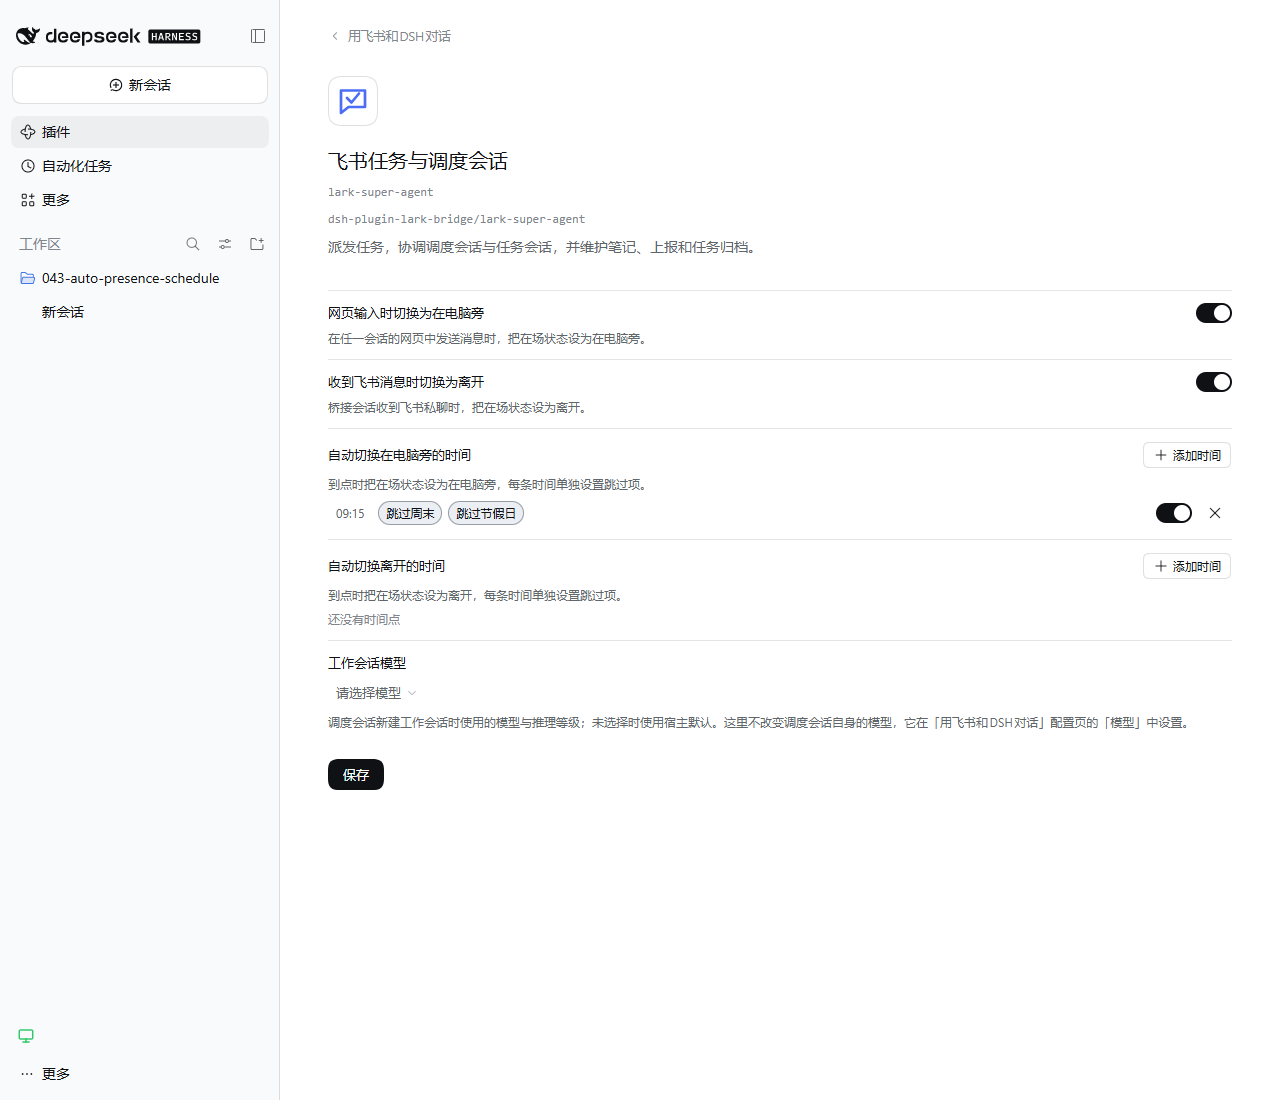 deepseek HARNESS
新会话
插件
自动化任务
更多
工作区
043-auto-presence-schedule
新会话
更多
用飞书和DSH对话
飞书任务与调度会话
lark-super-agent
dsh-plugin-lark-bridge/lark-super-agent
派发任务，协调调度会话与任务会话，并维护笔记、上报和任务归档。
网页输入时切换为在电脑旁
在任一会话的网页中发送消息时，把在场状态设为在电脑旁。
收到飞书消息时切换为离开
桥接会话收到飞书私聊时，把在场状态设为离开。
自动切换在电脑旁的时间
添加时间
到点时把在场状态设为在电脑旁，每条时间单独设置跳过项。
09:15 跳过周末 跳过节假日
自动切换离开的时间
添加时间
到点时把在场状态设为离开，每条时间单独设置跳过项。
还没有时间点
工作会话模型
请选择模型
调度会话新建工作会话时使用的模型与推理等级；未选择时使用宿主默认。这里不改变调度会话自身的模型，它在「用飞书和DSH对话」配置页的「模型」中设置。
保存